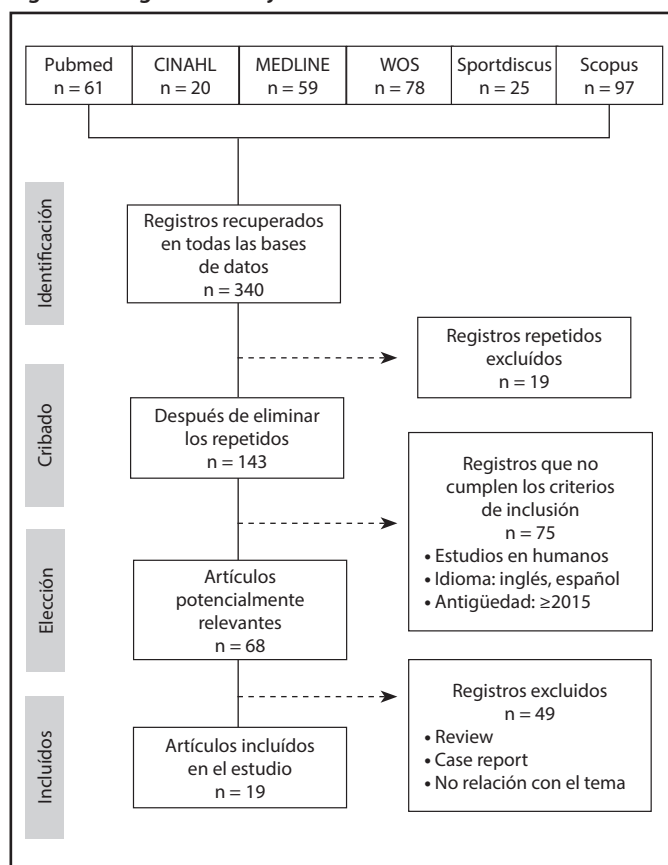 Pubmed
n = 61
CINAHL
n = 20
MEDLINE
n = 59
WOS
n = 78
Sportdiscus
n = 25
Scopus
n = 97
Identificación
Registros recuperados
en todas las bases
de datos
n = 340
Registros repetidos
excluídos
n = 19
Cribado
Después de eliminar
los repetidos
n = 143
Registros que no
cumplen los criterios
de inclusión
n = 75
• Estudios en humanos
• Idioma: inglés, español
• Antigüedad: ≥2015
Elección
Artículos
potencialmente
relevantes
n = 68
Registros excluidos
n = 49
• Review
• Case report
• No relación con el tema
Incluídos
Artículos incluídos
en el estudio
n = 19